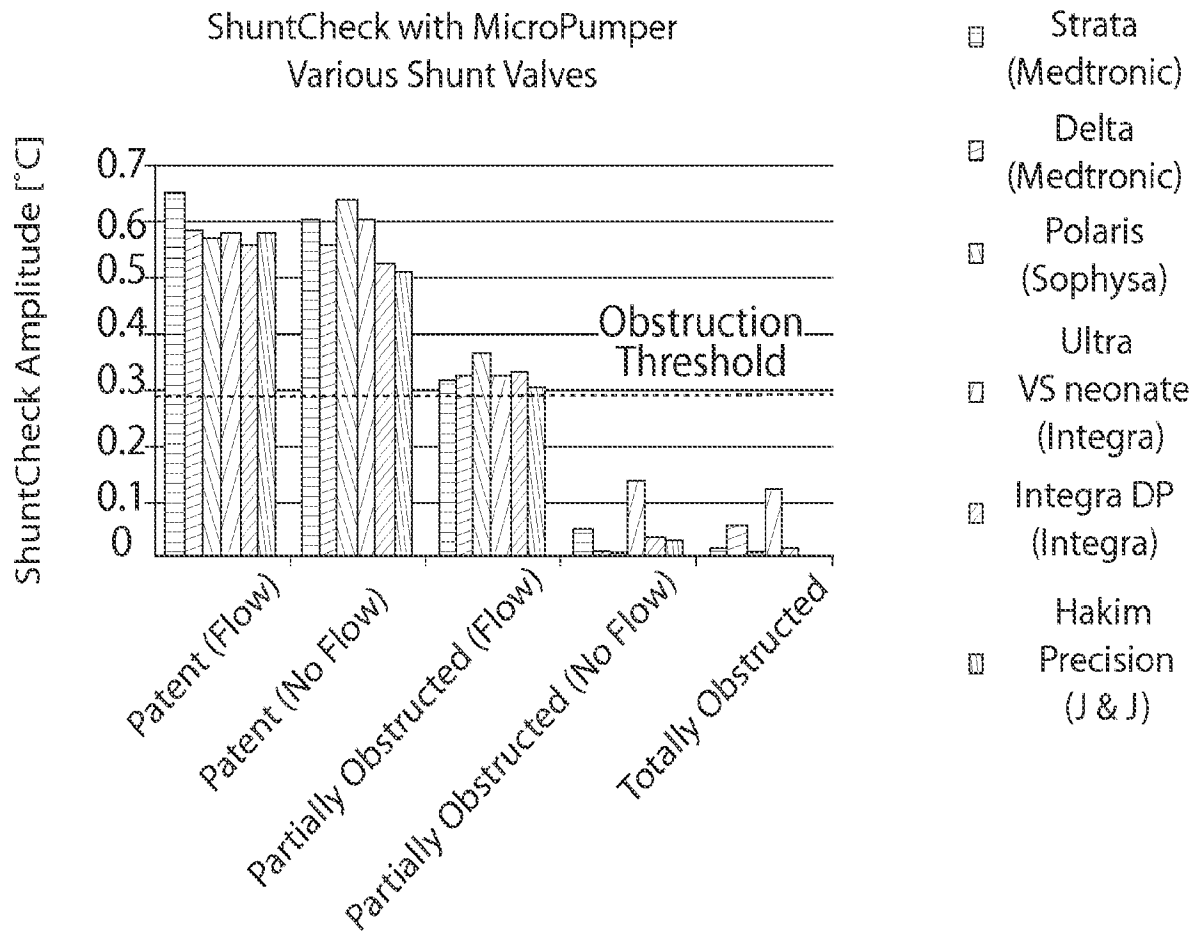 ShuntCheck with MicroPumper
Various Shunt Valves
ShuntCheck Amplitude [˚C]
0.7
0.6
0.5
0.4
0.3
0.2
0.1
0
Obstruction
Threshold
Patent (Flow)
Patent (No Flow)
Partially Obstructed (Flow)
Partially Obstructed (No Flow)
Totally Obstructed
Strata
(Medtronic)
Delta
(Medtronic)
Polaris
(Sophysa)
Ultra
VS neonate
(Integra)
Integra DP
(Integra)
Hakim
Precision
(J & J)